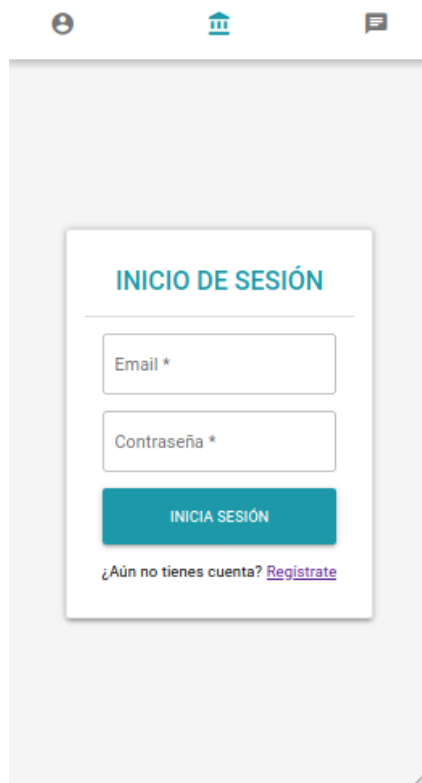 INICIO DE SESIÓN
Email *
Contraseña *
INICIA SESIÓN
¿Aún no tienes cuenta? Regístrate